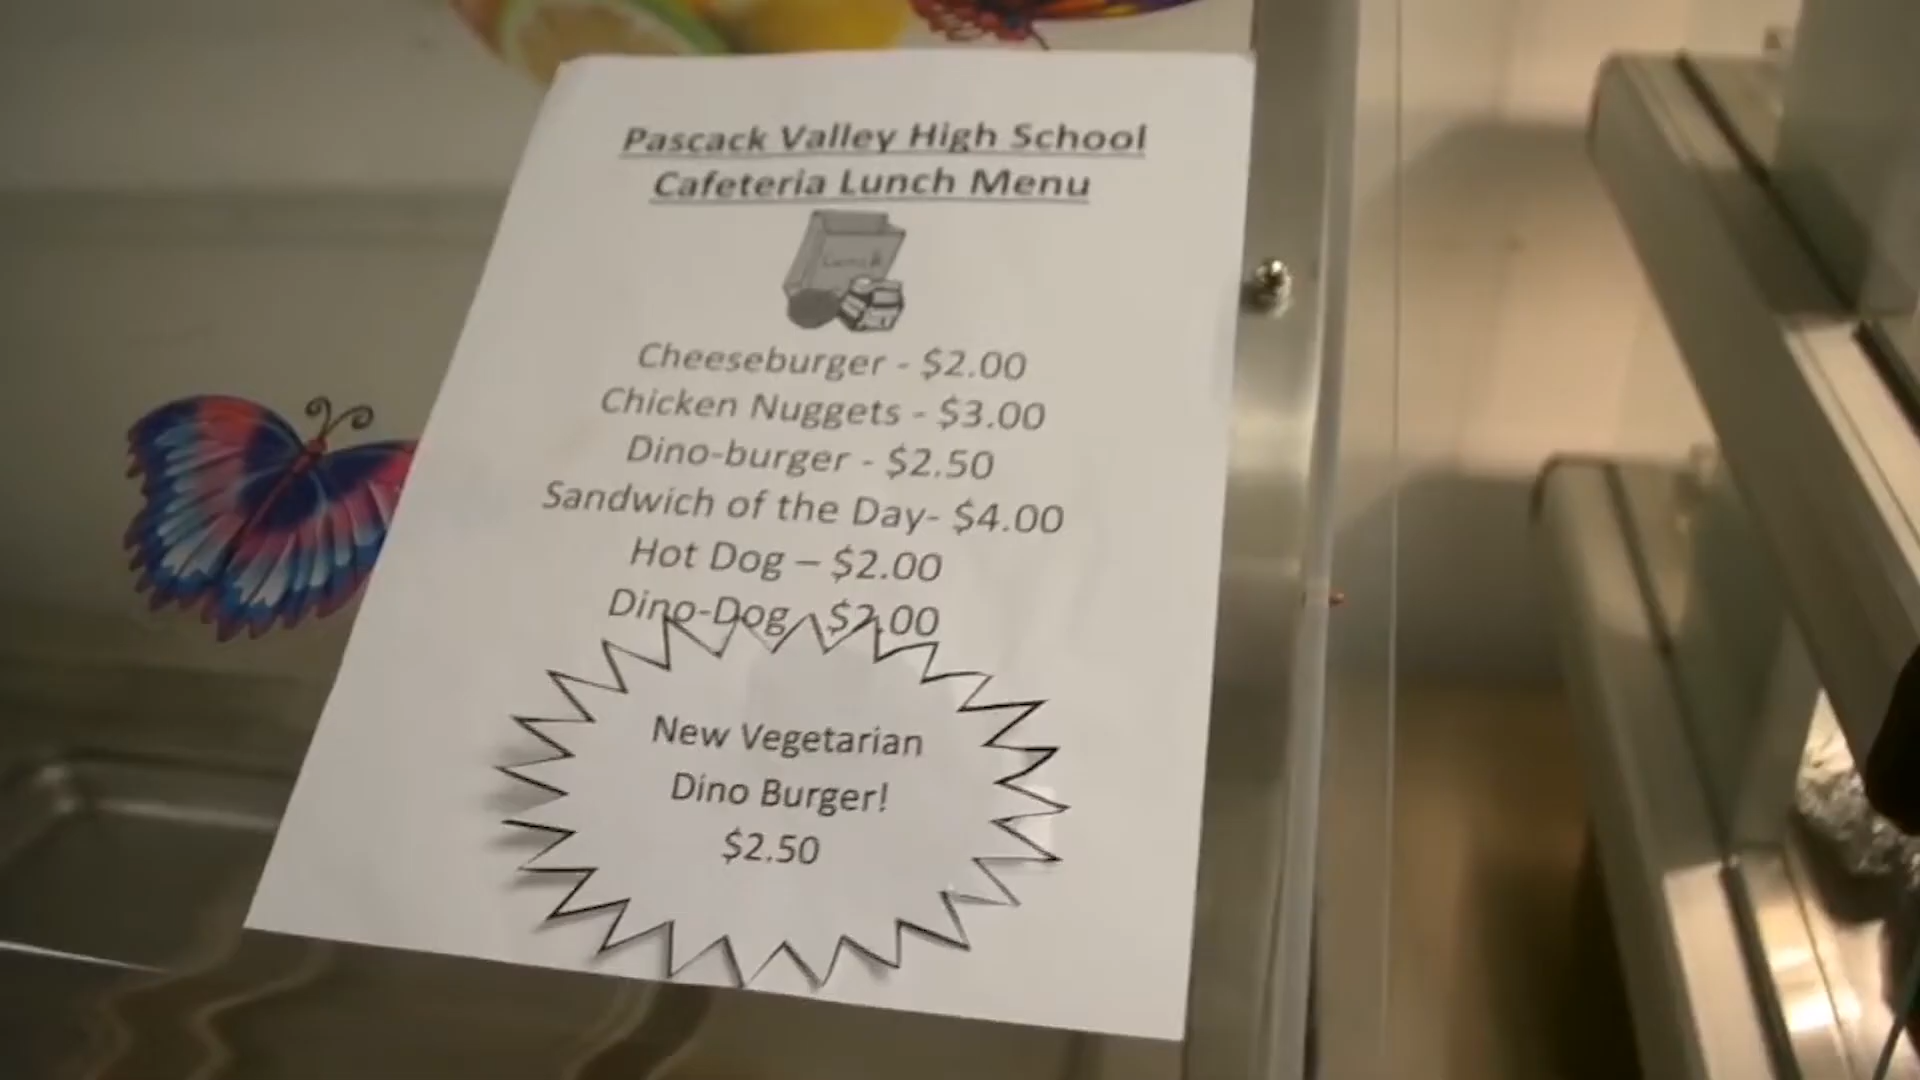 Pascack Valley High School
Cafeteria Lunch Menu
Lunch
Cheeseburger - $2.00
Chicken Nuggets - $3.00
Dino-burger - $2.50
Sandwich of the Day- $4.00
Hot Dog – $2.00
Dino-Dog $2.00
New Vegetarian
Dino Burger!
$2.50